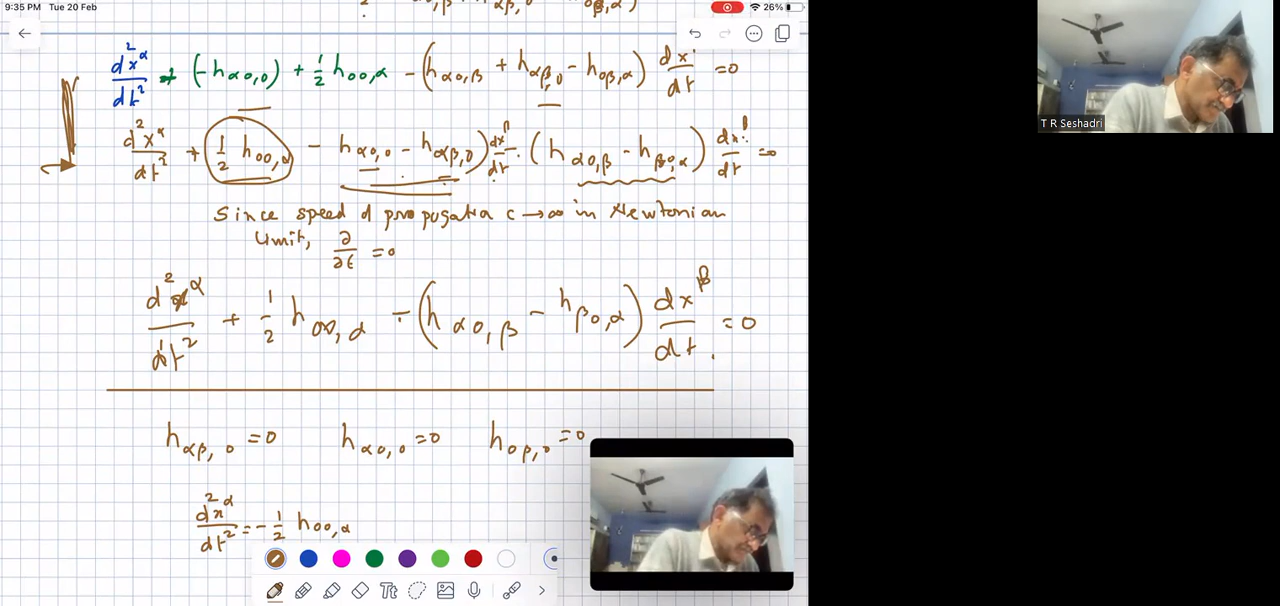 9:35 PM Tue 20 Feb 26%
d²x^α/dt² + (-h_{α0,0}) + ½ h_{00,α} - (h_{α0,β} + h_{αβ,0} - h_{0β,α}) dx/dt = 0
d²x^α/dt² + ½ h_{00,α} - h_{α0,0} - h_{αβ,0}) dx^β/dt · (h_{α0,β} - h_{β0,α}) dx/dt =
Since speed of propagation c → ∞ in Newtonian
limit, ∂/∂t = 0
d²x^α/dt² + ½ h_{00,α} - (h_{α0,β} - h_{β0,α}) dx^β/dt = 0
h_{αβ,0} = 0 h_{α0,0} = 0 h_{0β,0} = 0
d²x^α/dt² = -½ h_{00,α}
Tt
T R Seshadri